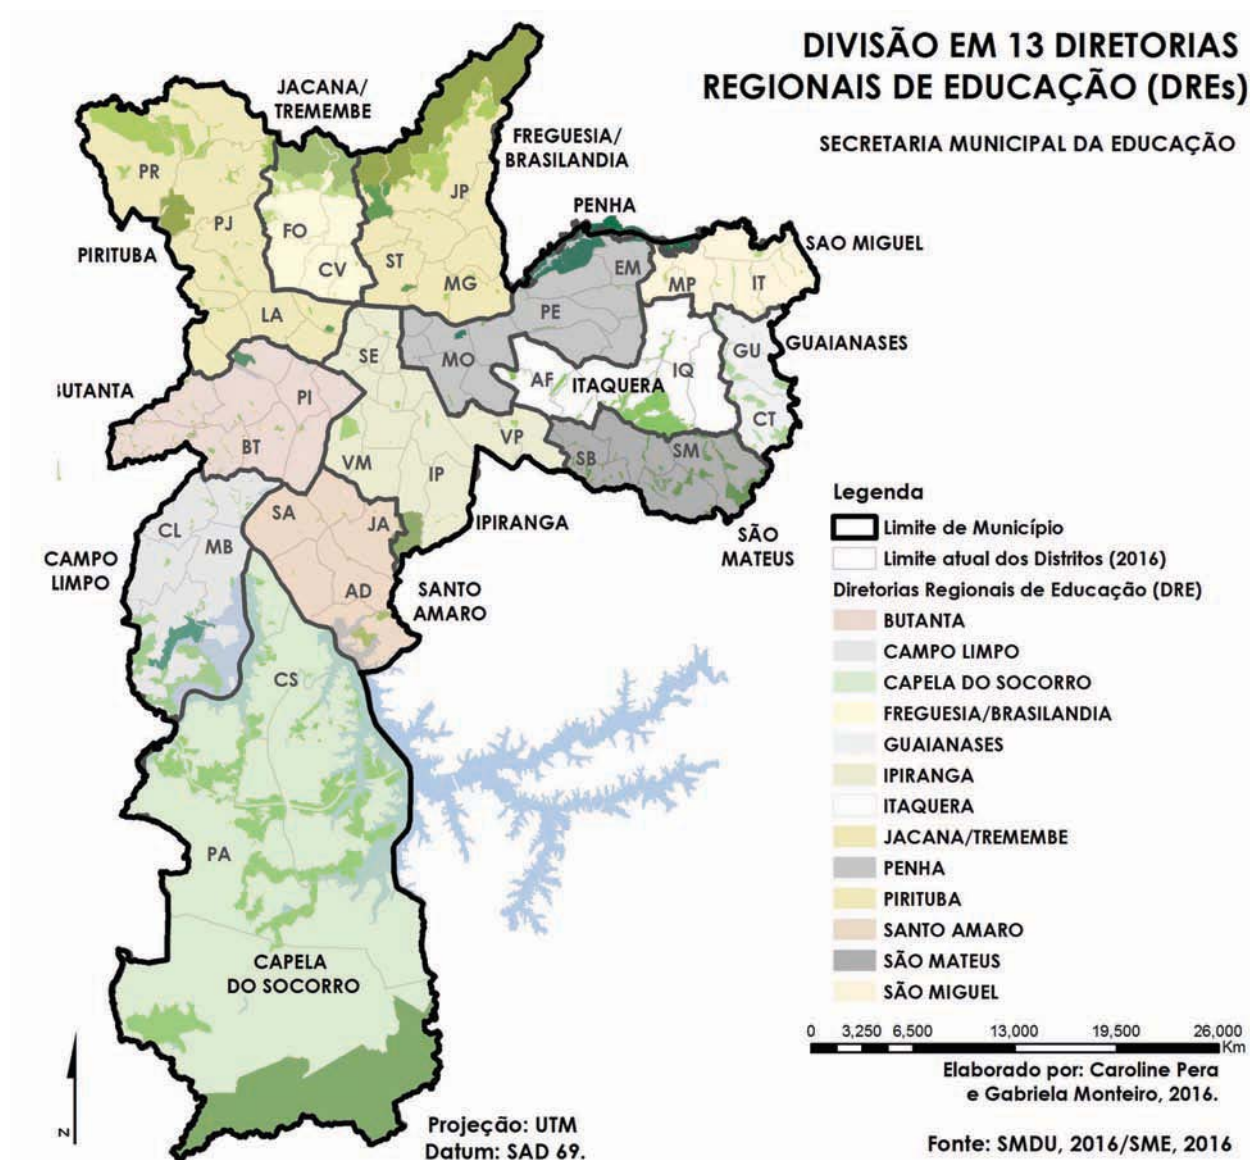 DIVISÃO EM 13 DIRETORIAS
REGIONAIS DE EDUCAÇÃO (DREs)
SECRETARIA MUNICIPAL DA EDUCAÇÃO
JACANA/
TREMEMBE
FREGUESIA/
BRASILANDIA
PENHA
SAO MIGUEL
PIRITUBA
GUAIANASES
BUTANTA
ITAQUERA
IPIRANGA
SÃO
MATEUS
CAMPO
LIMPO
SANTO
AMARO
CAPELA
DO SOCORRO
PR
PJ
FO
CV
JP
ST
MG
LA
EM
MP
IT
PE
SE
MO
AF
IQ
GU
PI
CT
BT
VM
IP
VP
SB
SM
CL
MB
SA
JA
AD
CS
PA
Legenda
Limite de Município
Limite atual dos Distritos (2016)
Diretorias Regionais de Educação (DRE)
BUTANTA
CAMPO LIMPO
CAPELA DO SOCORRO
FREGUESIA/BRASILANDIA
GUAIANASES
IPIRANGA
ITAQUERA
JACANA/TREMEMBE
PENHA
PIRITUBA
SANTO AMARO
SÃO MATEUS
SÃO MIGUEL
0 3,250 6,500 13,000 19,500 26,000
Km
Elaborado por: Caroline Pera
e Gabriela Monteiro, 2016.
N
Projeção: UTM
Datum: SAD 69.
Fonte: SMDU, 2016/SME, 2016